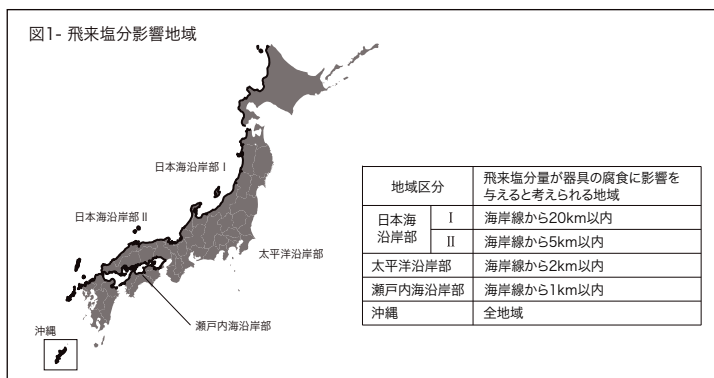 図1- 飛来塩分影響地域
日本海沿岸部Ⅰ
日本海沿岸部Ⅱ
太平洋沿岸部
瀬戸内海沿岸部
沖縄
地域区分
飛来塩分量が器具の腐食に影響を
与えると考えられる地域
日本海
沿岸部
Ⅰ
海岸線から20km以内
Ⅱ
海岸線から5km以内
太平洋沿岸部
海岸線から2km以内
瀬戸内海沿岸部
海岸線から1km以内
沖縄
全地域